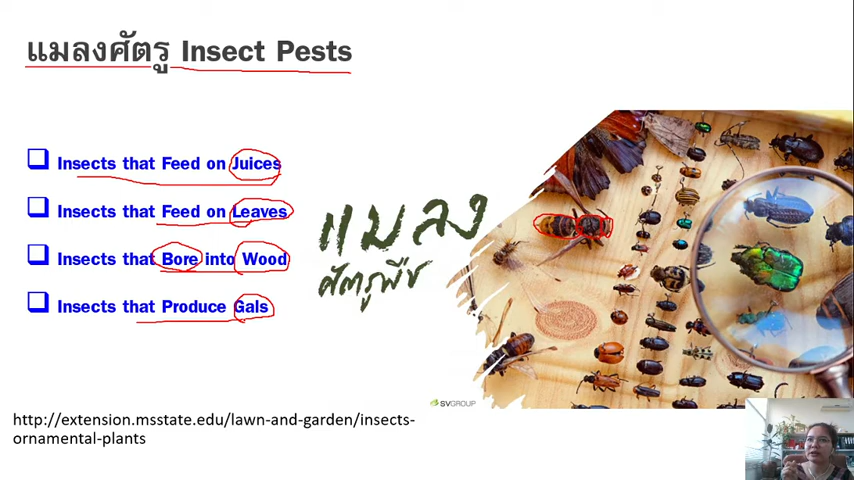 แมลงศัตรู Insect Pests
Insects that Feed on Juices
Insects that Feed on Leaves
Insects that Bore into Wood
Insects that Produce Gals
แมลง
ศัตรูพืช
SVGROUP
http://extension.msstate.edu/lawn-and-garden/insects-
ornamental-plants